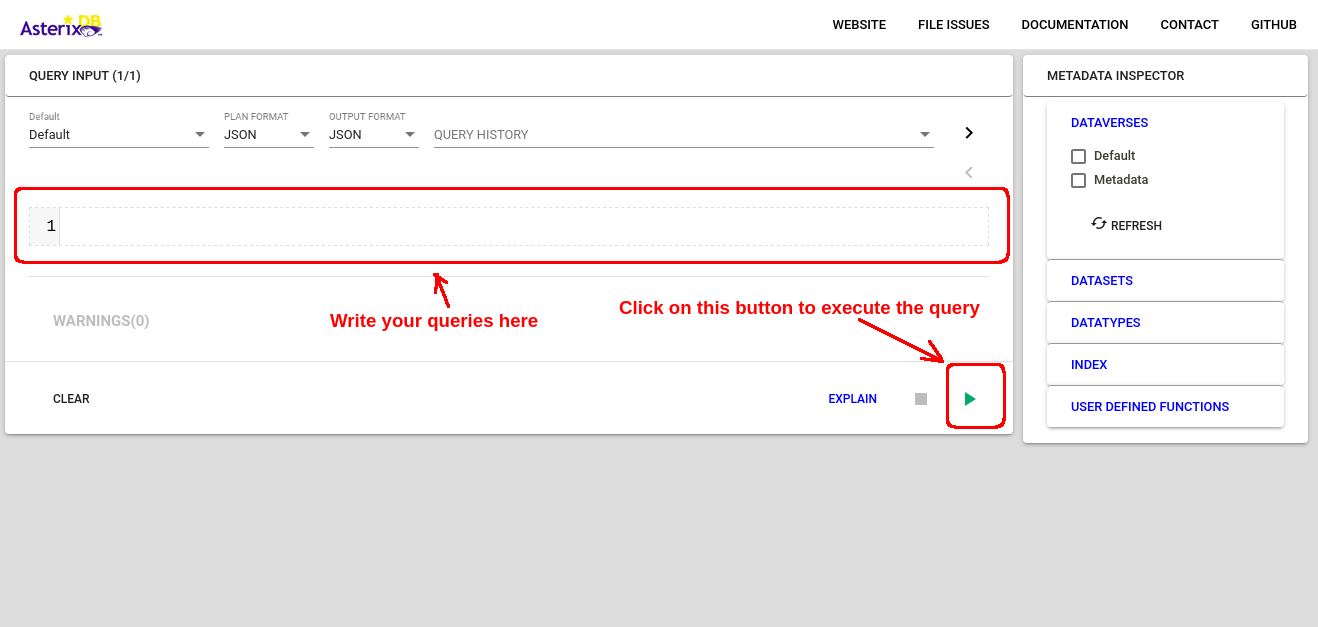 Asterix DB
WEBSITE FILE ISSUES DOCUMENTATION CONTACT GITHUB
QUERY INPUT (1/1)
Default PLAN FORMAT OUTPUT FORMAT
Default JSON JSON QUERY HISTORY
1
Write your queries here
Click on this button to execute the query
WARNINGS(0)
CLEAR EXPLAIN
METADATA INSPECTOR
DATAVERSES
Default
Metadata
REFRESH
DATASETS
DATATYPES
INDEX
USER DEFINED FUNCTIONS